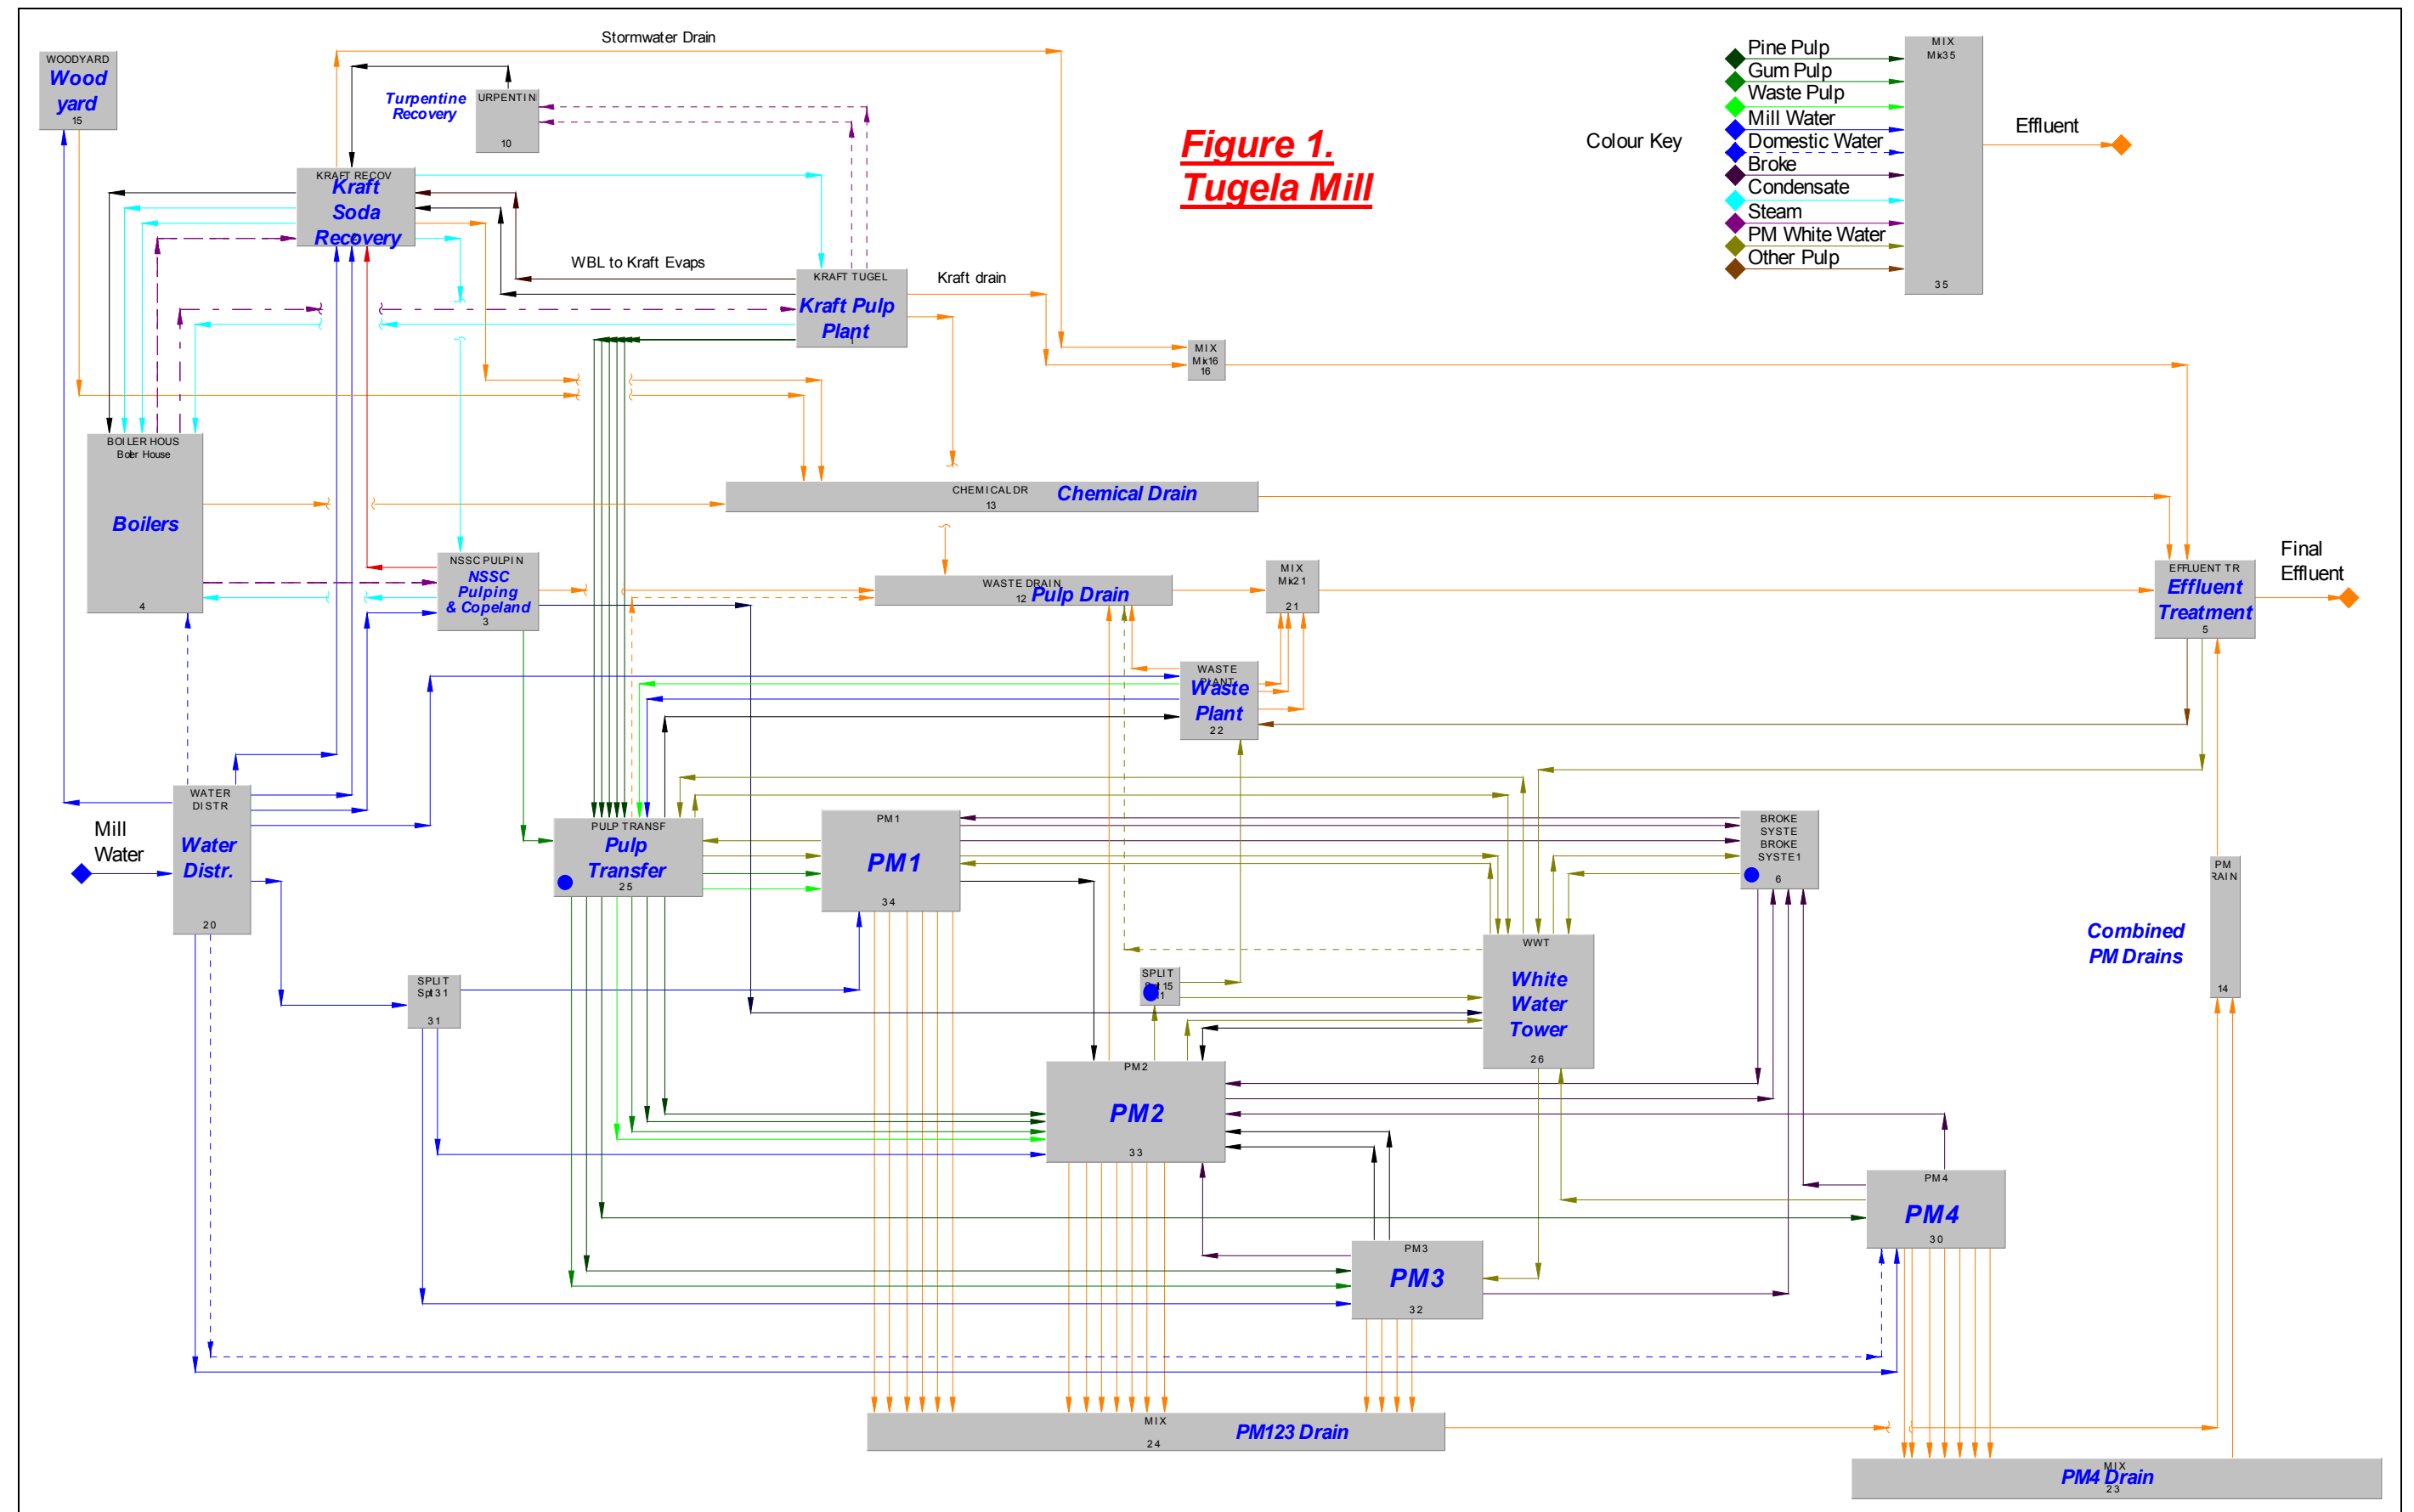 Stormwater Drain
WOODYARD
Wood
yard
15
Turpentine
Recovery
URPENTIN
10
Figure 1.
Tugela Mill
Colour Key
Pine Pulp
Gum Pulp
Waste Pulp
Mill Water
Domestic Water
Broke
Condensate
Steam
PM White Water
Other Pulp
MIX
Mix35
35
Effluent
KRAFT RECOV
Kraft
Soda
Recovery
WBL to Kraft Evaps
KRAFT TUGEL
Kraft Pulp
Plant
1
Kraft drain
MIX
Mix16
16
BOILER HOUS
Boiler House
Boilers
4
CHEMICAL DR
Chemical Drain
13
NSSC PULPIN
NSSC
Pulping
& Copeland
3
WASTE DRAIN
12 Pulp Drain
MIX
Mix21
21
EFFLUENT TR
Effluent
Treatment
5
Final
Effluent
WASTE
PLANT
Waste
Plant
22
Mill
Water
WATER
DISTR
Water
Distr.
20
PULP TRANSF
Pulp
Transfer
25
PM1
PM1
34
BROKE
SYSTE
BROKE
SYSTE1
6
PM
RAIN
14
Combined
PM Drains
SPLIT
Spl31
31
SPLIT
WWT
White
Water
Tower
26
PM2
PM2
33
PM4
PM4
30
PM3
PM3
32
MIX
PM123 Drain
24
MIX
PM4 Drain
23